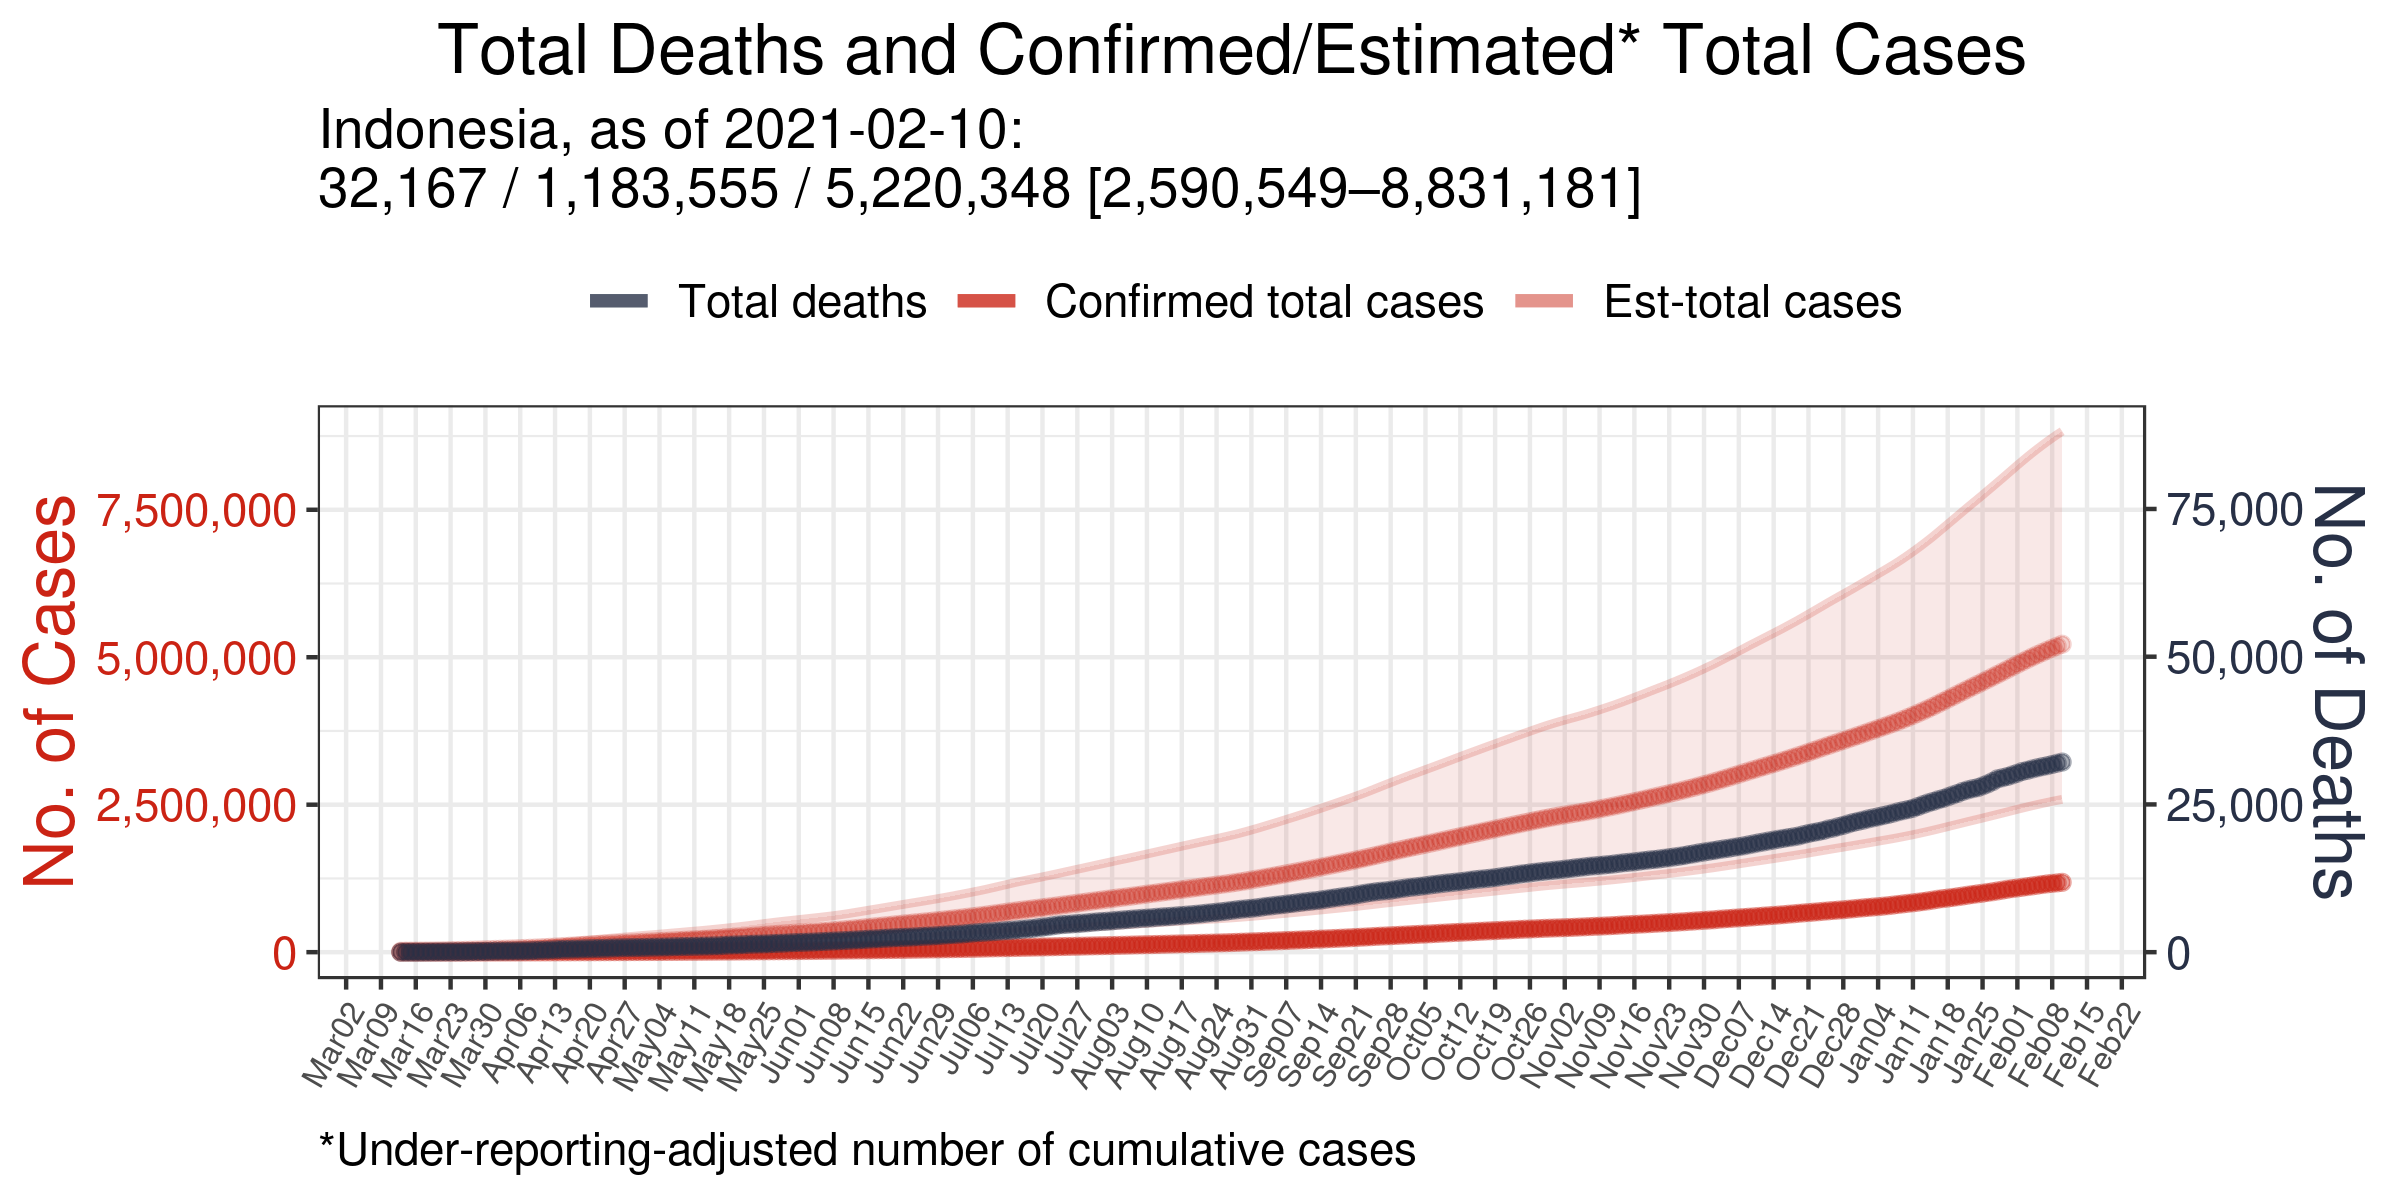 Total Deaths and Confirmed/Estimated* Total Cases
Indonesia, as of 2021-02-10:
32,167 / 1,183,555 / 5,220,348 [2,590,549–8,831,181]
Total deaths
Confirmed total cases
Est-total cases
No. of Cases
7,500,000
5,000,000
2,500,000
0
75,000
50,000
25,000
0
No. of Deaths
Mar02
Mar09
Mar16
Mar23
Mar30
Apr06
Apr13
Apr20
Apr27
May04
May11
May18
May25
Jun01
Jun08
Jun15
Jun22
Jun29
Jul06
Jul13
Jul20
Jul27
Aug03
Aug10
Aug17
Aug24
Aug31
Sep07
Sep14
Sep21
Sep28
Oct05
Oct12
Oct19
Oct26
Nov02
Nov09
Nov16
Nov23
Nov30
Dec07
Dec14
Dec21
Dec28
Jan04
Jan11
Jan18
Jan25
Feb01
Feb08
Feb15
Feb22
*Under-reporting-adjusted number of cumulative cases